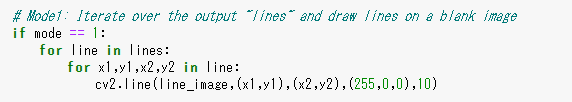 # Mode1: Iterate over the output "lines" and draw lines on a blank image
if mode == 1:
    for line in lines:
        for x1,y1,x2,y2 in line:
            cv2.line(line_image,(x1,y1),(x2,y2),(255,0,0),10)